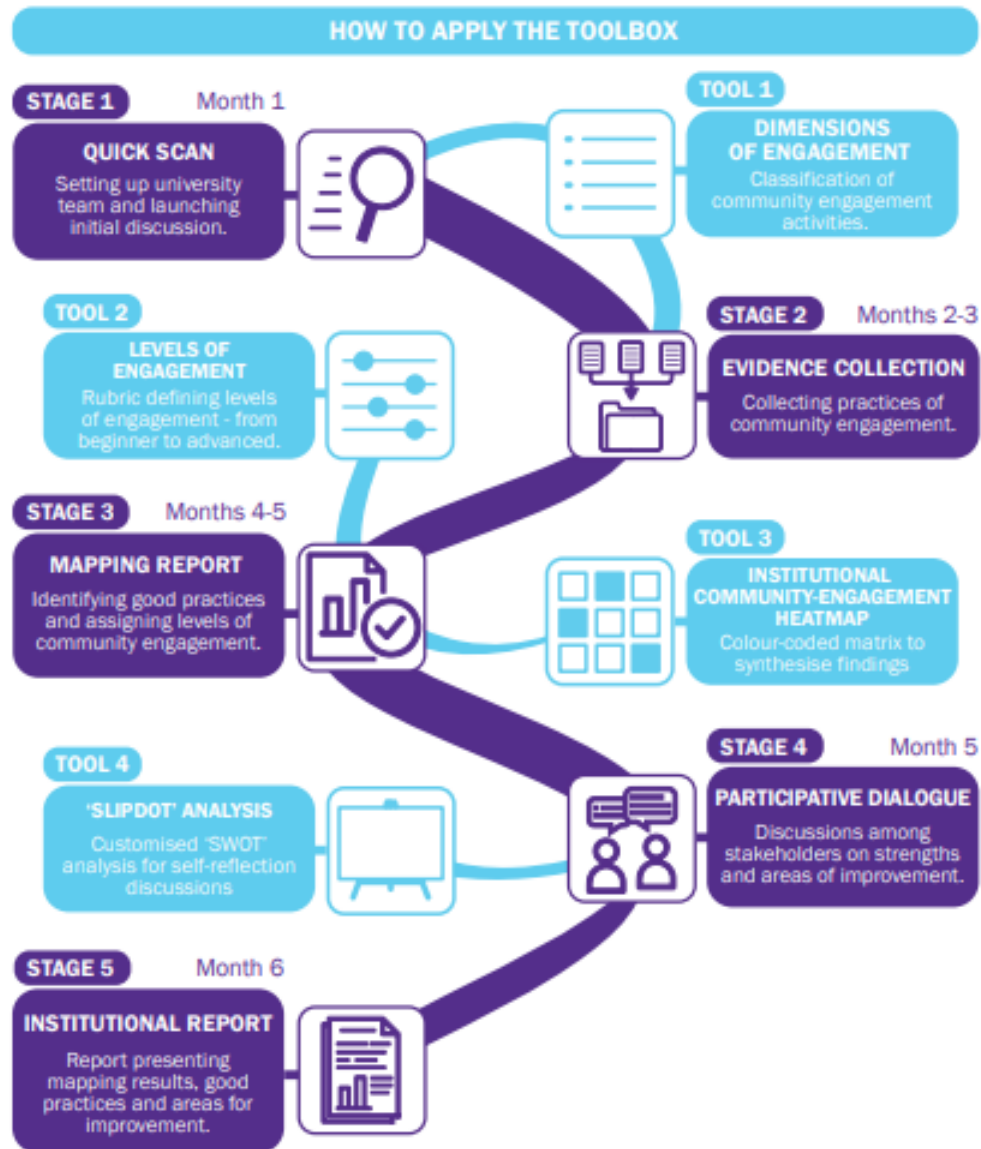 HOW TO APPLY THE TOOLBOX
STAGE 1
Month 1
QUICK SCAN
Setting up university
team and launching
initial discussion.
TOOL 1
DIMENSIONS
OF ENGAGEMENT
Classification of
community engagement
activities.
TOOL 2
LEVELS OF
ENGAGEMENT
Rubric defining levels
of engagement - from
beginner to advanced.
STAGE 2
Months 2-3
EVIDENCE COLLECTION
Collecting practices of
community engagement.
STAGE 3
Months 4-5
MAPPING REPORT
Identifying good practices
and assigning levels of
community engagement.
TOOL 3
INSTITUTIONAL
COMMUNITY-ENGAGEMENT
HEATMAP
Colour-coded matrix to
synthesise findings
TOOL 4
'SLIPDOT' ANALYSIS
Customised 'SWOT'
analysis for self-reflection
discussions
STAGE 4
Month 5
PARTICIPATIVE DIALOGUE
Discussions among
stakeholders on strengths
and areas of improvement.
STAGE 5
Month 6
INSTITUTIONAL REPORT
Report presenting
mapping results, good
practices and areas for
improvement.